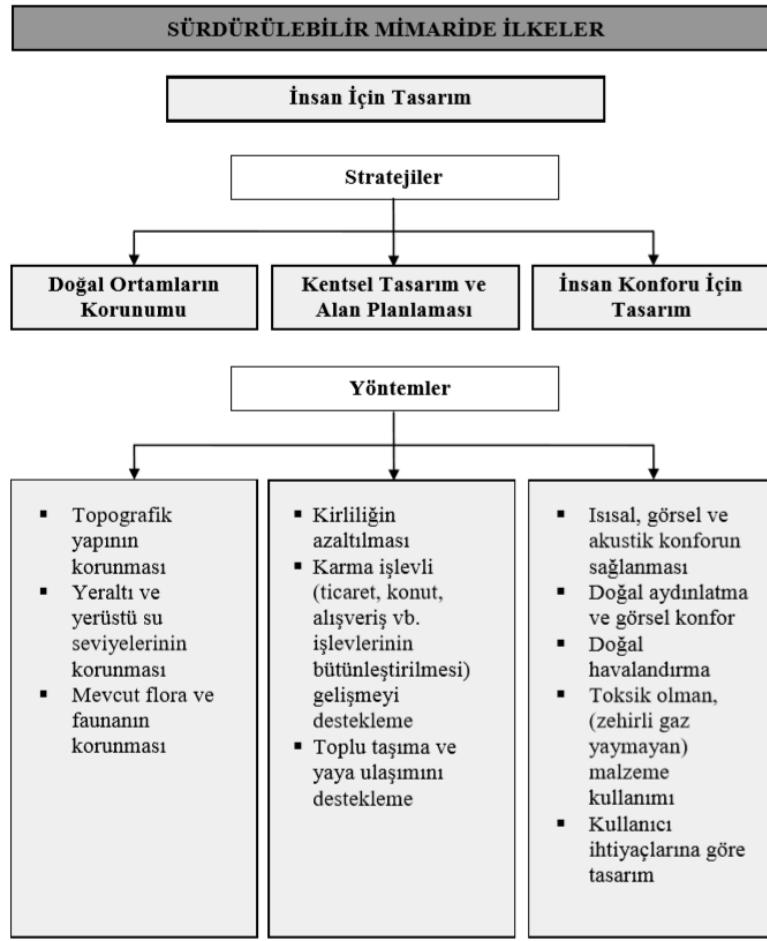 SÜRDÜRÜLEBİLİR MİMARİDE İLKELER
İnsan İçin Tasarım
Stratejiler
Doğal Ortamların
Korunumu
Kentsel Tasarım ve
Alan Planlaması
İnsan Konforu İçin
Tasarım
Yöntemler
▪ Topografik
yapının
korunması
▪ Yeraltı ve
yerüstü su
seviyelerinin
korunması
▪ Mevcut flora ve
faunanın
korunması
▪ Kirliliğin
azaltılması
▪ Karma işlevli
(ticaret, konut,
alışveriş vb.
işlevlerinin
bütünleştirilmesi)
gelişmeyi
destekleme
▪ Toplu taşıma ve
yaya ulaşımını
destekleme
▪ Isısal, görsel ve
akustik konforun
sağlanması
▪ Doğal aydınlatma
ve görsel konfor
▪ Doğal
havalandırma
▪ Toksik olman,
(zehirli gaz
yaymayan)
malzeme
kullanımı
▪ Kullanıcı
ihtiyaçlarına göre
tasarım